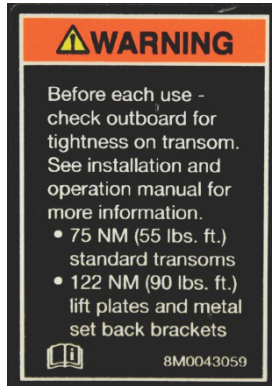 WARNING
Before each use -
check outboard for
tightness on transom.
See installation and
operation manual for
more information.
• 75 NM (55 lbs. ft.)
standard transoms
• 122 NM (90 lbs. ft.)
lift plates and metal
set back brackets
8M0043059